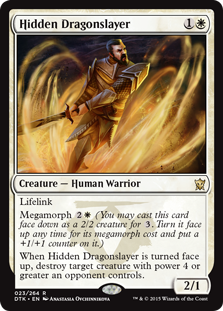 Hidden Dragonslayer 1
Creature — Human Warrior
Lifelink
Megamorph 2 (You may cast this card
face down as a 2/2 creature for 3. Turn it face
up any time for its megamorph cost and put a
+1/+1 counter on it.)
When Hidden Dragonslayer is turned face
up, destroy target creature with power 4 or
greater an opponent controls.
2/1
023/264 R
DTK • EN Anastasia Ovchinnikova
™ & © 2015 Wizards of the Coast